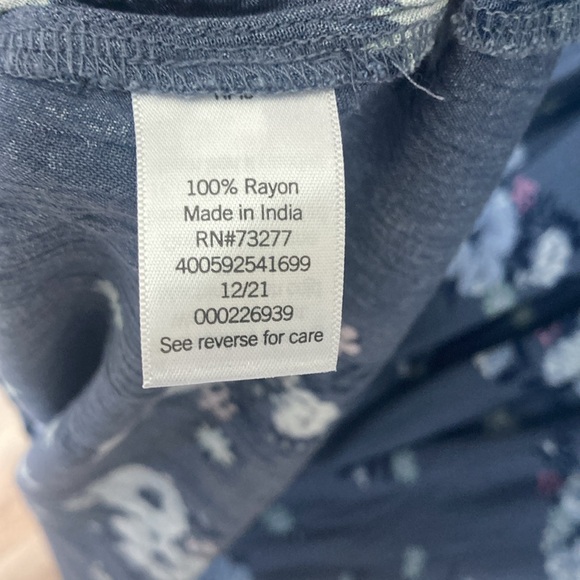 100% Rayon
Made in India
RN#73277
400592541699
12/21
000226939
See reverse for care